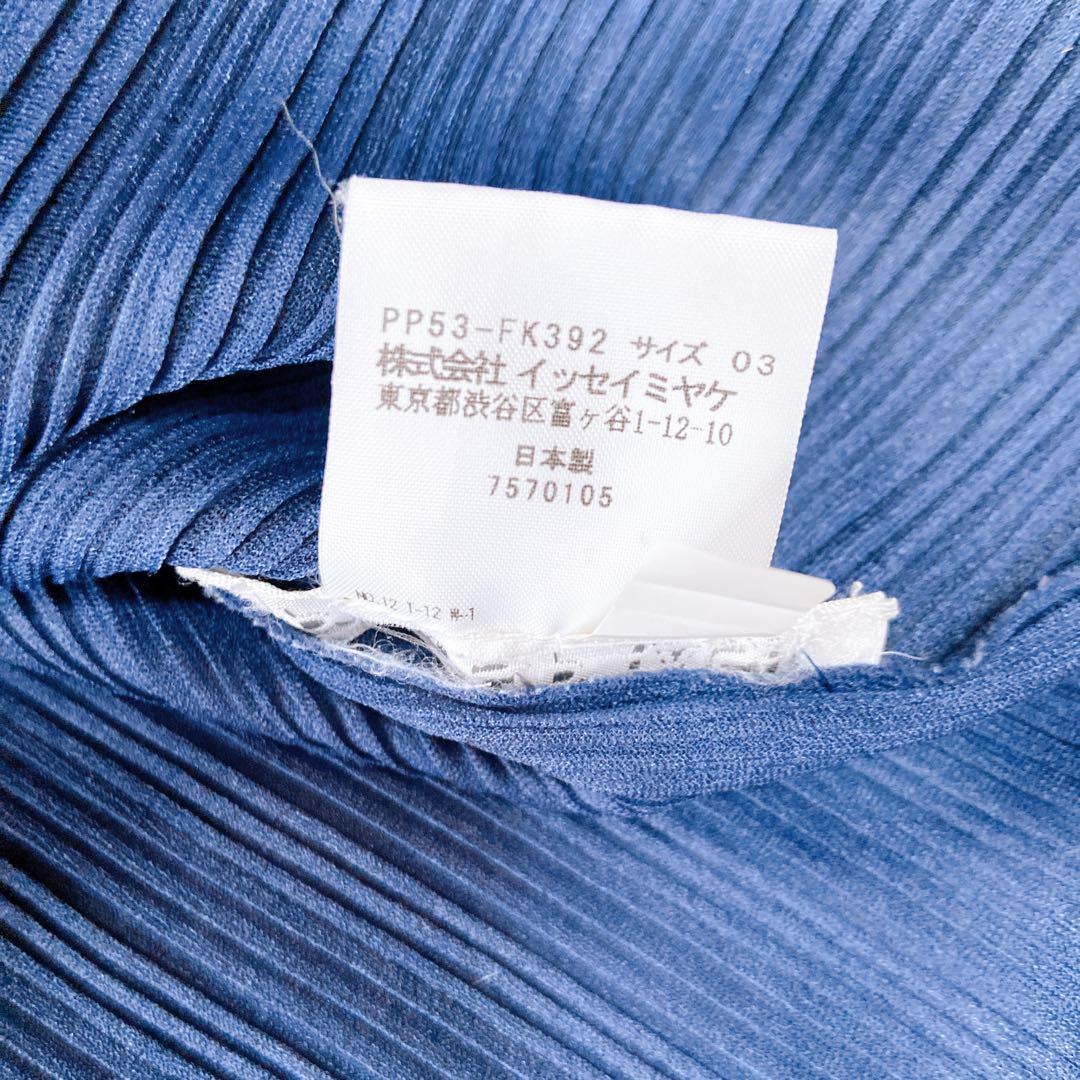 PP53-FK392 サイズ 03
株式会社 イッセイミヤケ
東京都渋谷区富ヶ谷1-12-10
日本製
7570105